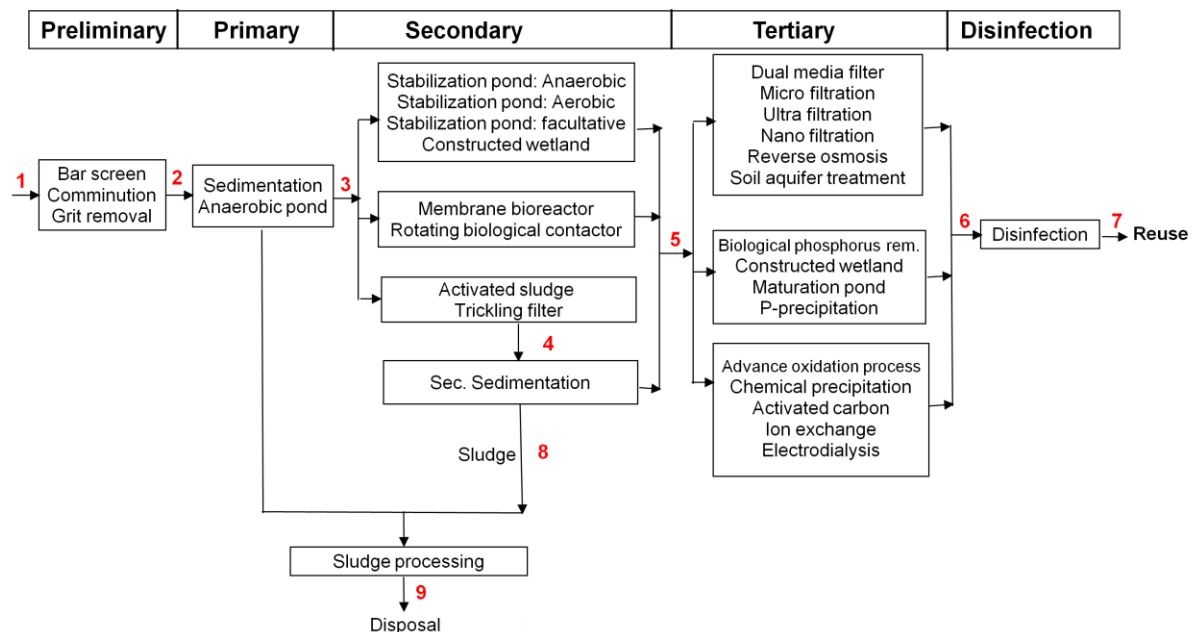 Preliminary
Primary
Secondary
Tertiary
Disinfection
1
Bar screen
Comminution
Grit removal
2
Sedimentation
Anaerobic pond
3
Stabilization pond: Anaerobic
Stabilization pond: Aerobic
Stabilization pond: facultative
Constructed wetland
Membrane bioreactor
Rotating biological contactor
Activated sludge
Trickling filter
4
Sec. Sedimentation
5
Dual media filter
Micro filtration
Ultra filtration
Nano filtration
Reverse osmosis
Soil aquifer treatment
Biological phosphorus rem.
Constructed wetland
Maturation pond
P-precipitation
Advance oxidation process
Chemical precipitation
Activated carbon
Ion exchange
Electrodialysis
6
Disinfection
7
Reuse
Sludge
8
Sludge processing
9
Disposal